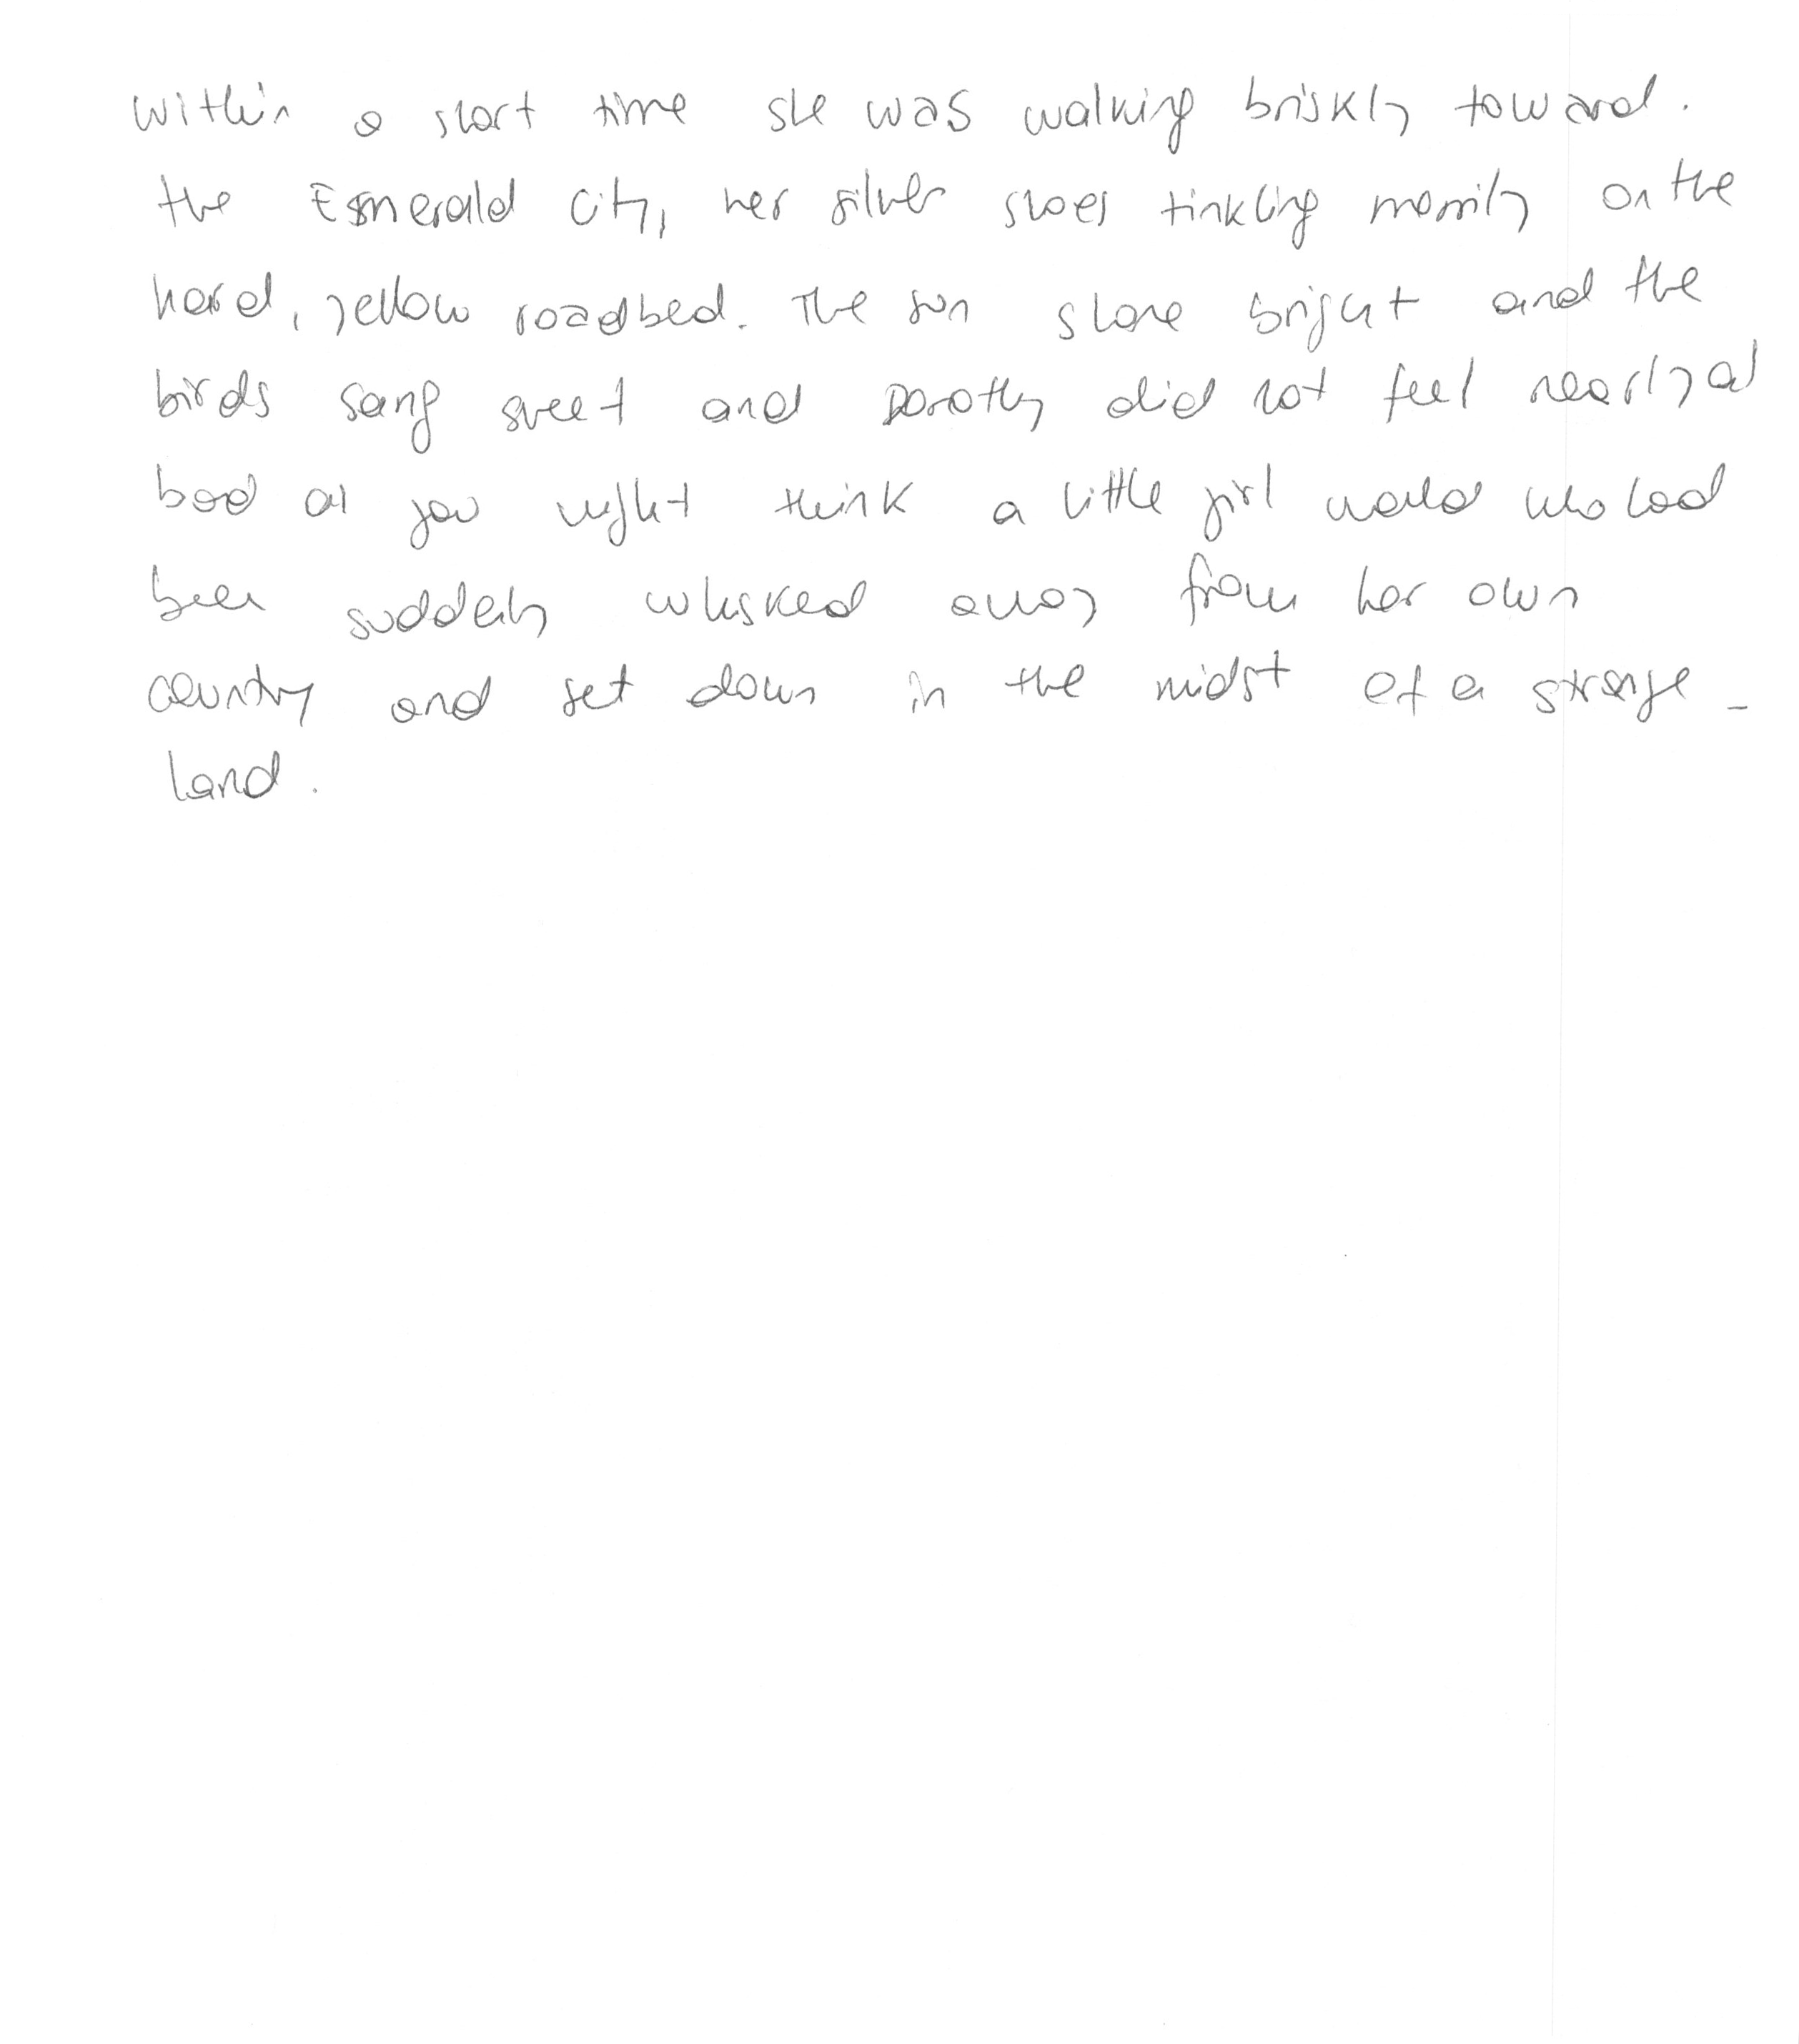 Within a short time she was walking briskly toward.
the Esmerald City, her silver shoes tinkling merrily on the
hard, yellow roadbed. The sun shone bright and the
birds sang sweet and Dorothy did not feel nearly as
bad as you might think a little girl would who had
been suddenly whisked away from her own
country and set down in the midst of a strange -
land.